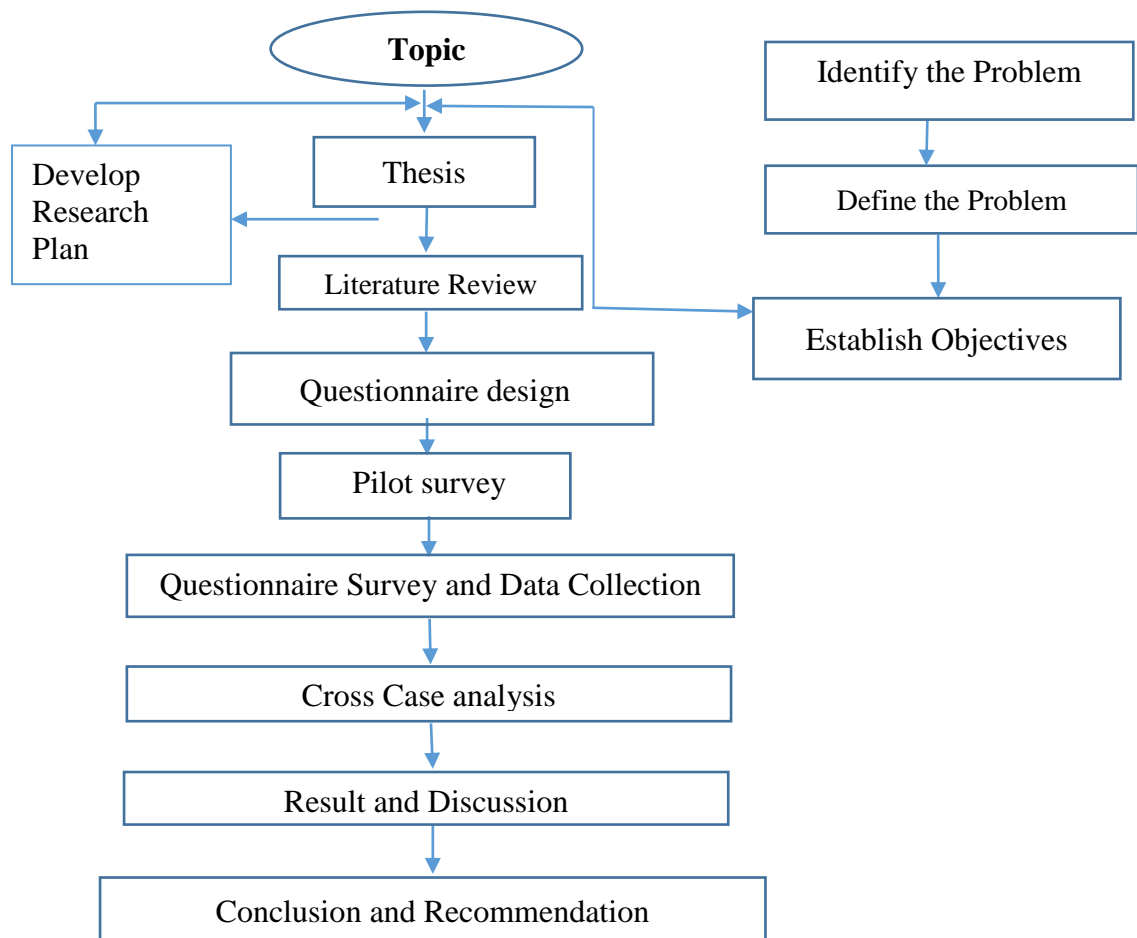 Topic
Identify the Problem
Develop
Research
Plan
Thesis
Define the Problem
Literature Review
Establish Objectives
Questionnaire design
Pilot survey
Questionnaire Survey and Data Collection
Cross Case analysis
Result and Discussion
Conclusion and Recommendation